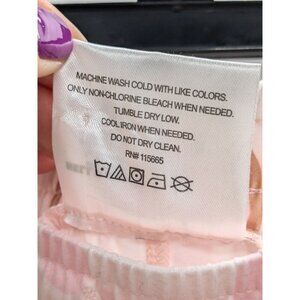 MACHINE WASH COLD WITH LIKE COLORS.
ONLY NON-CHLORINE BLEACH WHEN NEEDED.
TUMBLE DRY LOW.
COOL IRON WHEN NEEDED.
DO NOT DRY CLEAN.
RN# 115665